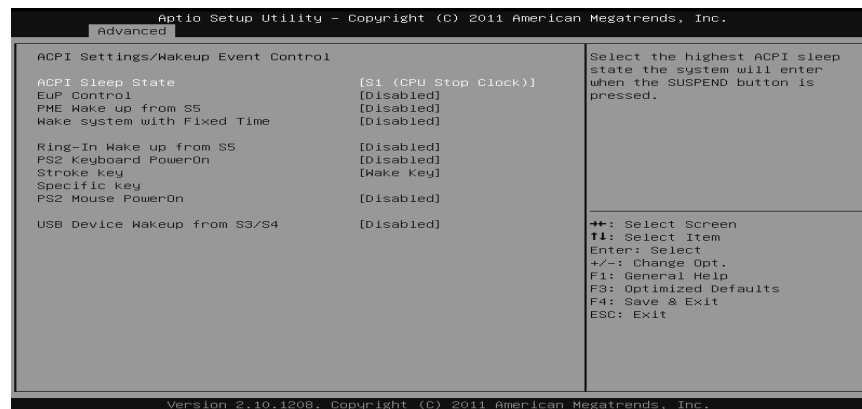 Aptio Setup Utility – Copyright (C) 2011 American Megatrends, Inc.
Advanced
ACPI Settings/Wakeup Event Control
ACPI Sleep State [S1 (CPU Stop Clock)]
EuP Control [Disabled]
PME Wake up from S5 [Disabled]
Wake system with Fixed Time [Disabled]
Ring-In Wake up from S5 [Disabled]
PS2 Keyboard PowerOn [Disabled]
Stroke key [Wake Key]
Specific key
PS2 Mouse PowerOn [Disabled]
USB Device Wakeup from S3/S4 [Disabled]
Select the highest ACPI sleep
state the system will enter
when the SUSPEND button is
pressed.
→←: Select Screen
↑↓: Select Item
Enter: Select
+/-: Change Opt.
F1: General Help
F3: Optimized Defaults
F4: Save & Exit
ESC: Exit
Version 2.10.1208. Copyright (C) 2011 American Megatrends, Inc.